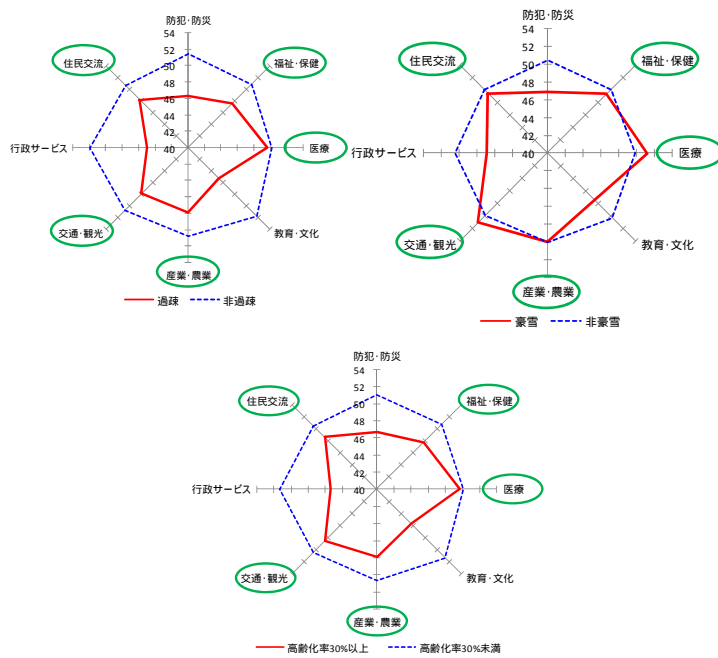 防犯・防災
福祉・保健
医療
教育・文化
産業・農業
交通・観光
行政サービス
住民交流
54
52
50
48
46
44
42
40
過疎 非過疎
防犯・防災
福祉・保健
医療
教育・文化
産業・農業
交通・観光
行政サービス
住民交流
54
52
50
48
46
44
42
40
豪雪 非豪雪
防犯・防災
福祉・保健
医療
教育・文化
産業・農業
交通・観光
行政サービス
住民交流
54
52
50
48
46
44
42
40
高齢化率30%以上 高齢化率30%未満